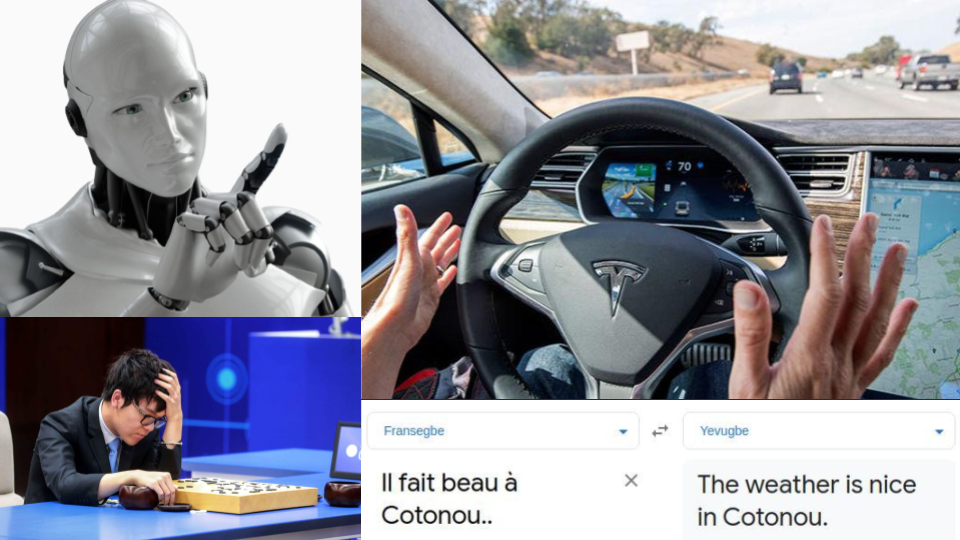 70
Fransegbe
Yevugbe
Il fait beau à
Cotonou..
The weather is nice
in Cotonou.